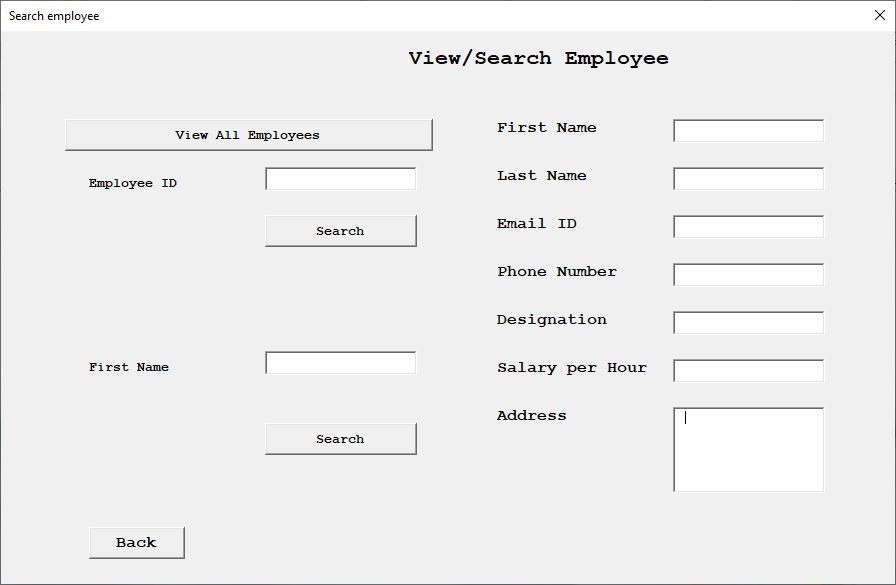 Search employee
View/Search Employee
View All Employees
Employee ID
Search
First Name
Search
Back
First Name
Last Name
Email ID
Phone Number
Designation
Salary per Hour
Address